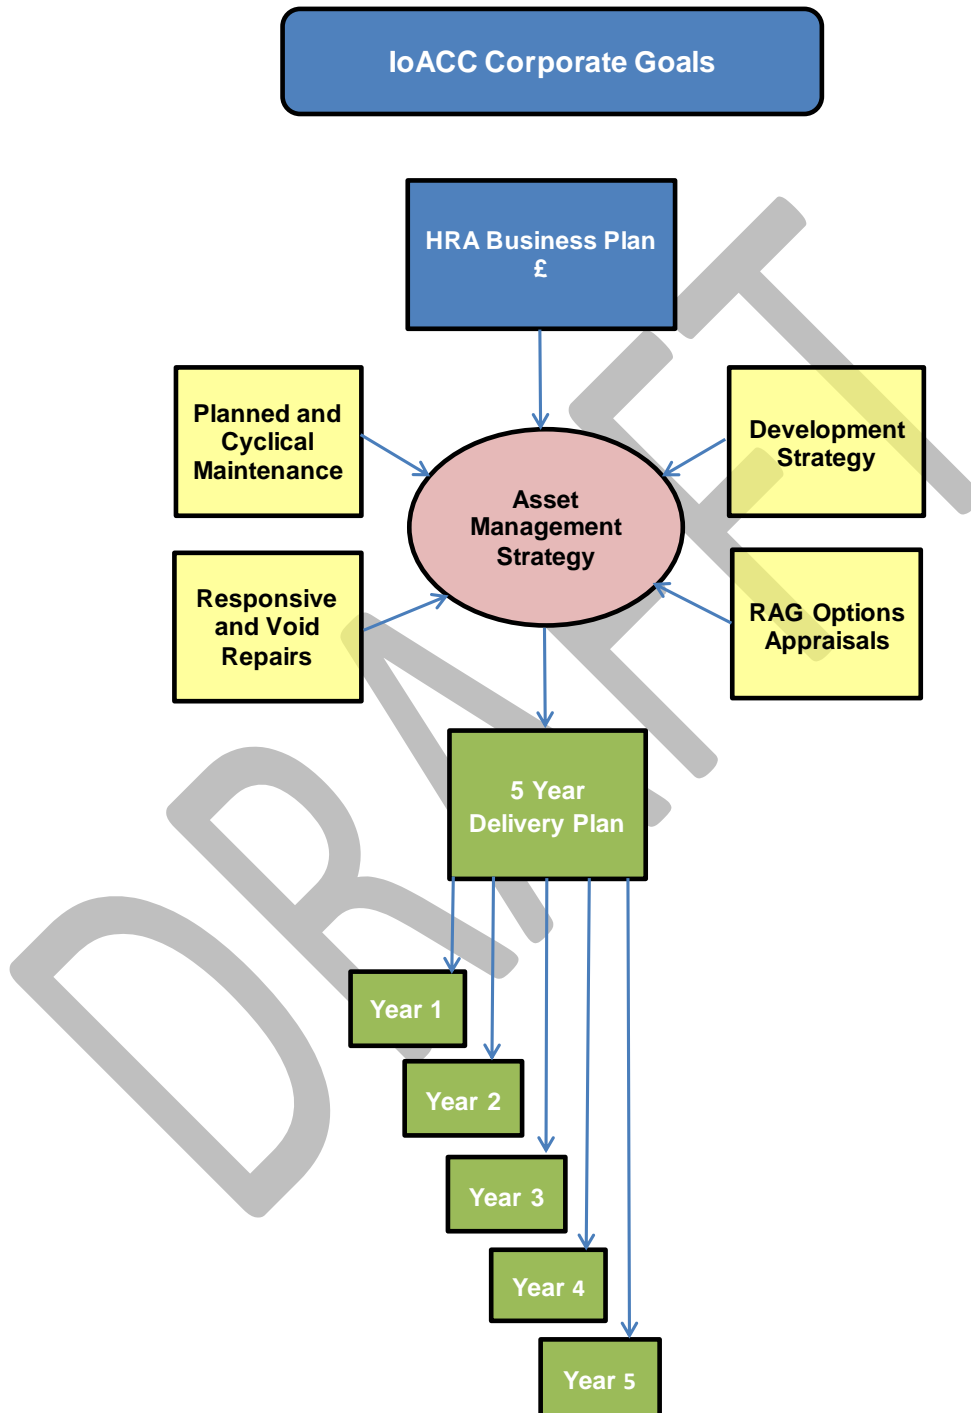 IoACC Corporate Goals
HRA Business Plan
£
Planned and
Cyclical
Maintenance
Development
Strategy
Asset
Management
Strategy
Responsive
and Void
Repairs
RAG Options
Appraisals
5 Year
Delivery Plan
Year 1
Year 2
Year 3
Year 4
Year 5
DRAFT